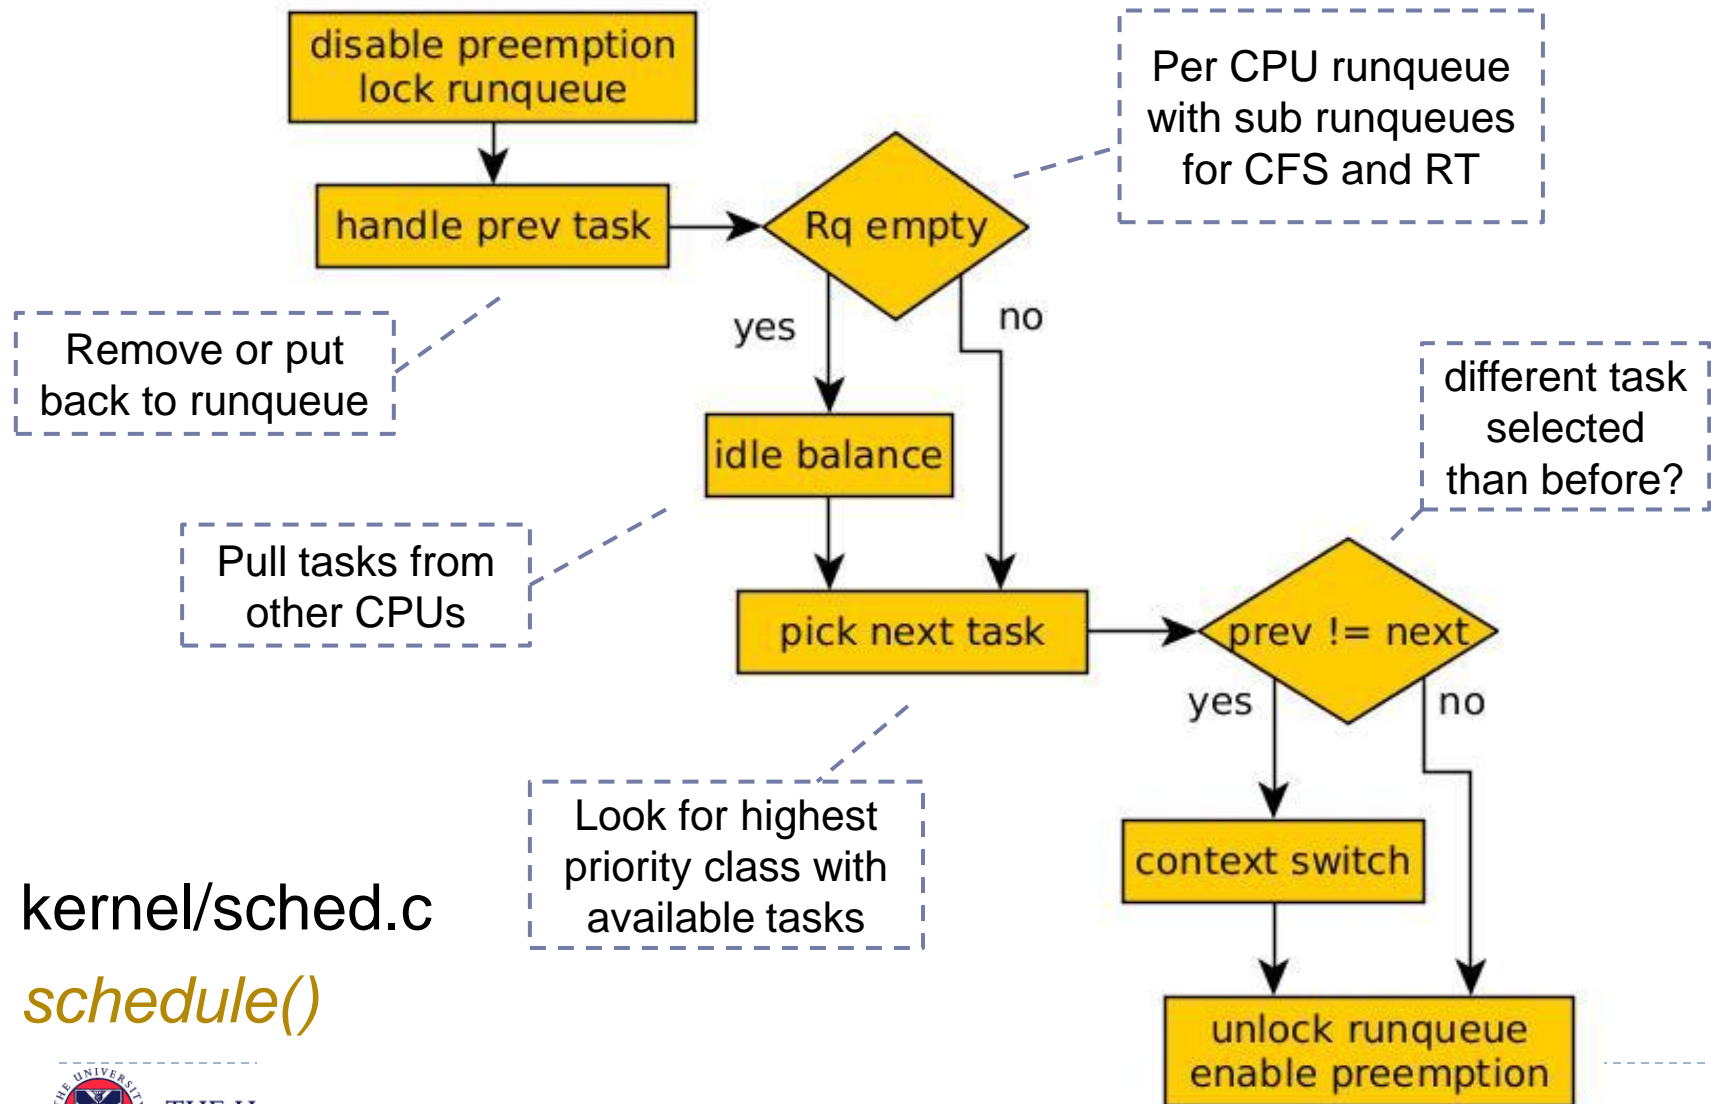 disable preemption
lock runqueue
Per CPU runqueue
with sub runqueues
for CFS and RT
handle prev task
Rq empty
yes
no
Remove or put
back to runqueue
different task
selected
than before?
idle balance
Pull tasks from
other CPUs
pick next task
prev != next
yes
no
Look for highest
priority class with
available tasks
context switch
kernel/sched.c
schedule()
unlock runqueue
enable preemption
THE UNIVERS